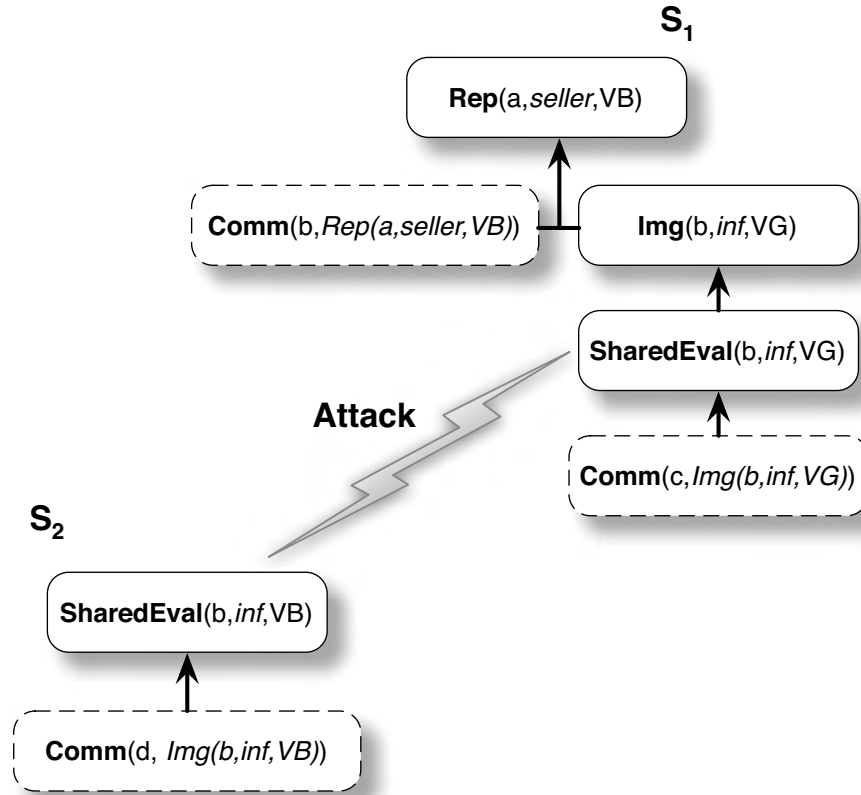 S₁
Rep(a,seller,VB)
Comm(b,Rep(a,seller,VB))
Img(b,inf,VG)
SharedEval(b,inf,VG)
Attack
Comm(c,Img(b,inf,VG))
S₂
SharedEval(b,inf,VB)
Comm(d, Img(b,inf,VB))